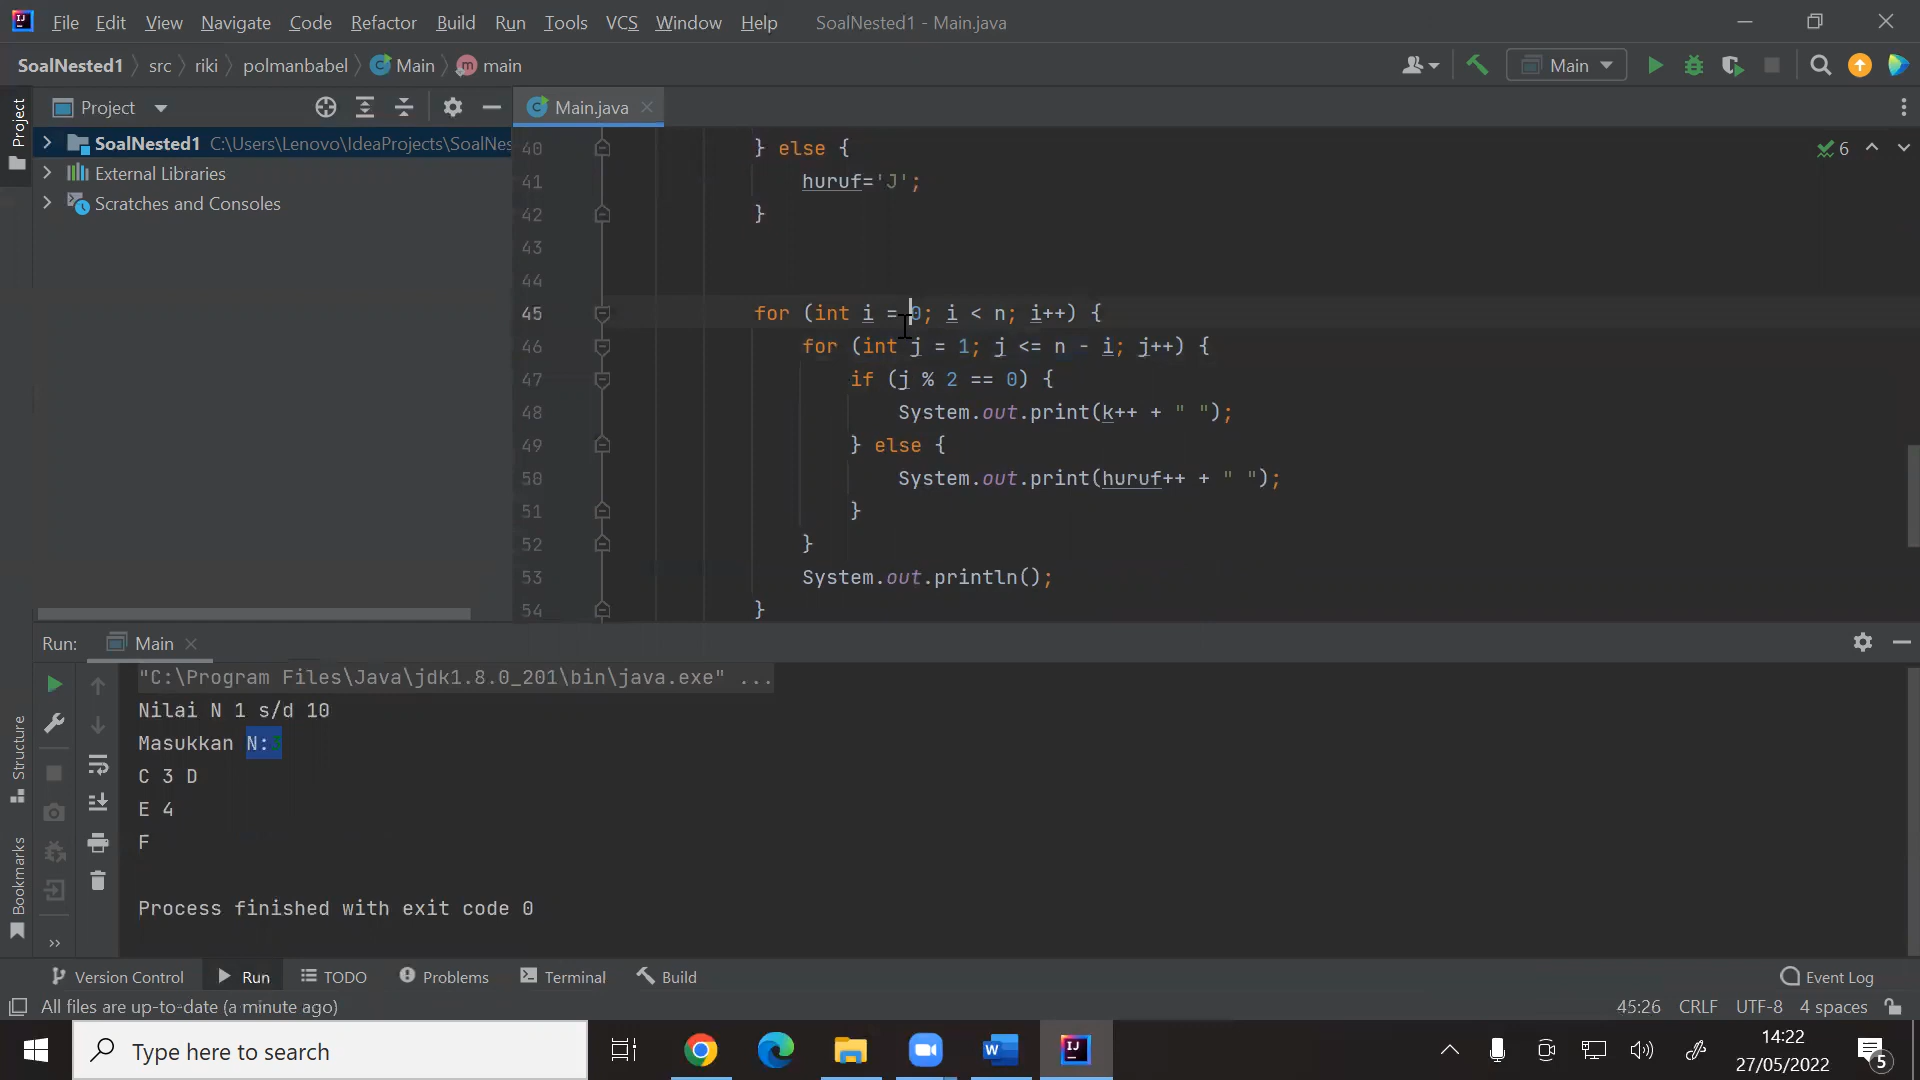 File Edit View Navigate Code Refactor Build Run Tools VCS Window Help SoalNested1 - Main.java
SoalNested1 src riki polmanbabel Main main
Main
Project
Main.java
Project
SoalNested1 C:\Users\Lenovo\IdeaProjects\SoalNes
External Libraries
Scratches and Consoles
6
40 } else {
41 huruf='J';
42 }
43
44
45 for (int i = 0; i < n; i++) {
46 for (int j = 1; j <= n - i; j++) {
47 if (j % 2 == 0) {
48 System.out.print(k++ + " ");
49 } else {
50 System.out.print(huruf++ + " ");
51 }
52 }
53 System.out.println();
54 }
Run: Main
"C:\Program Files\Java\jdk1.8.0_201\bin\java.exe" ...
Nilai N 1 s/d 10
Masukkan N:3
C 3 D
E 4
F
Process finished with exit code 0
Structure
Bookmarks
Version Control Run TODO Problems Terminal Build Event Log
All files are up-to-date (a minute ago) 45:26 CRLF UTF-8 4 spaces
Type here to search
14:22
27/05/2022
5